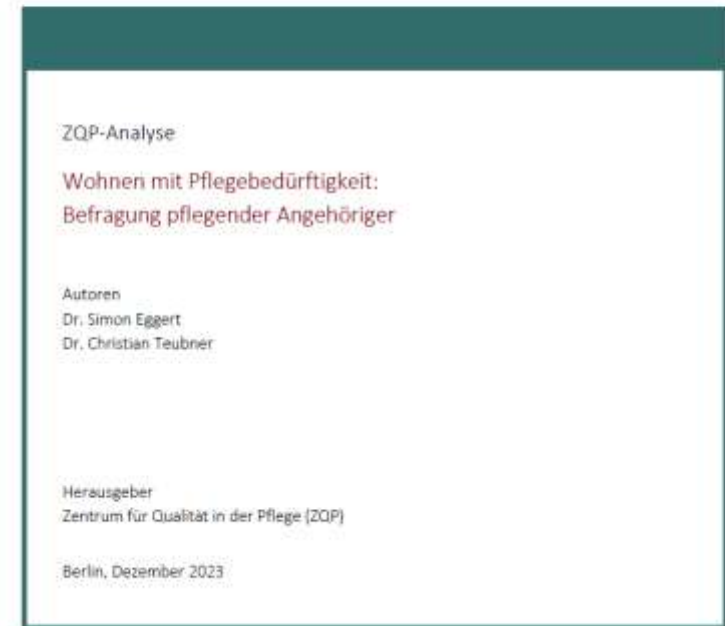 ZQP-Analyse
Wohnen mit Pflegebedürftigkeit:
Befragung pflegender Angehöriger
Autoren
Dr. Simon Eggert
Dr. Christian Teubner
Herausgeber
Zentrum für Qualität in der Pflege (ZQP)
Berlin, Dezember 2023